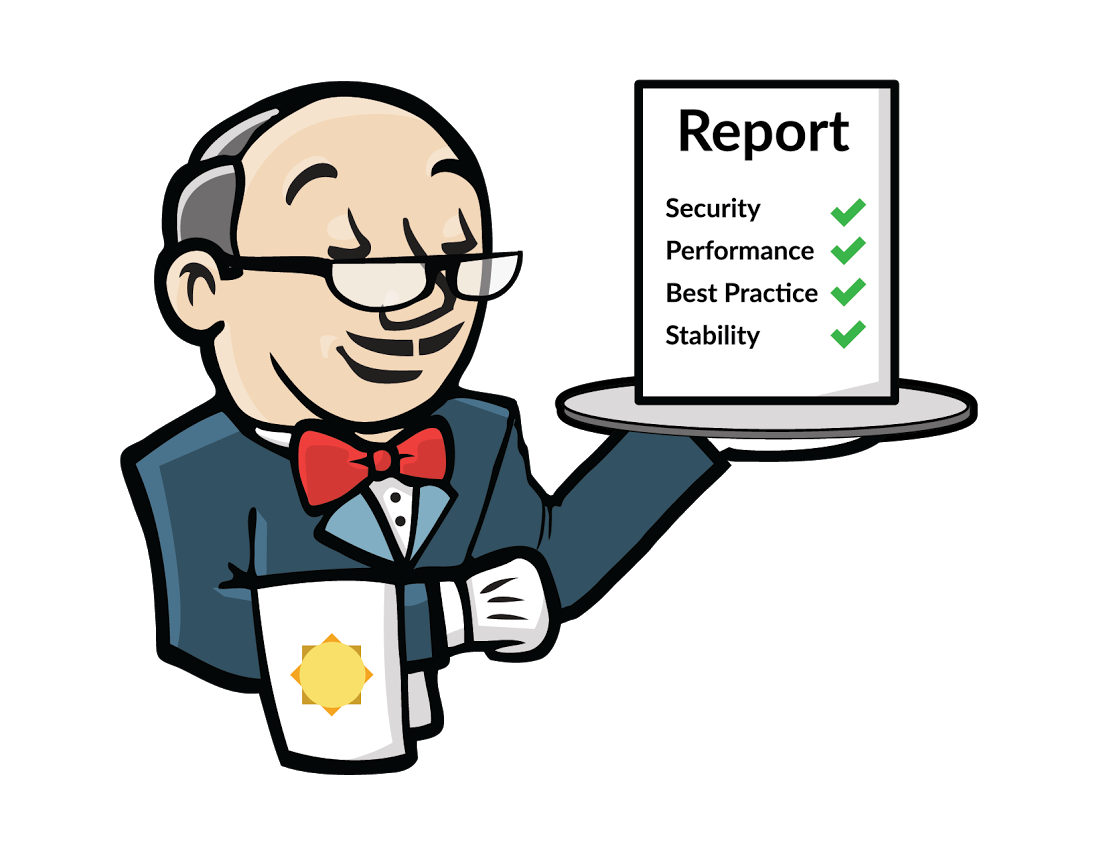 Report
Security
Performance
Best Practice
Stability